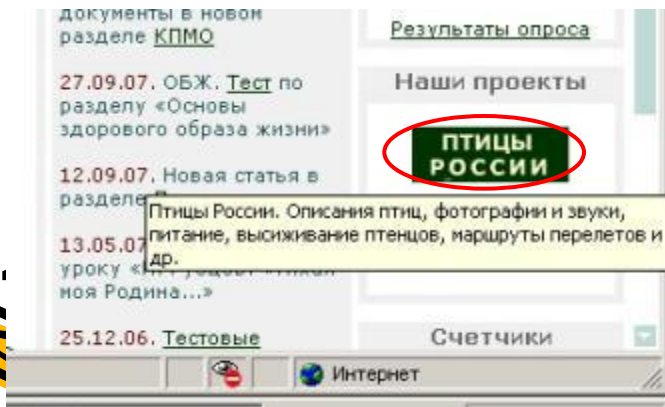 документы в новом
разделе КПМО
27.09.07. ОБЖ. Тест по
разделу «Основы
здорового образа жизни»
12.09.07. Новая статья в
разделе
13.05.07
уроку
моя Родина...»
25.12.06. Тестовые
Результаты опроса
Наши проекты
ПТИЦЫ
РОССИИ
Птицы России. Описания птиц, фотографии и звуки,
питание, высиживание птенцов, маршруты перелетов и
др.
Счетчики
Интернет